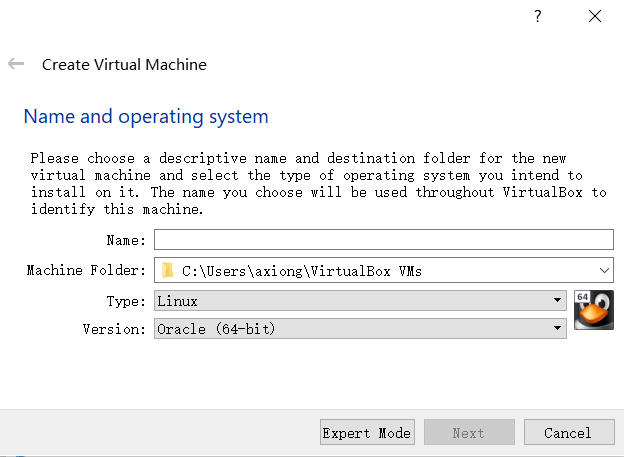 ?
Create Virtual Machine
Name and operating system
Please choose a descriptive name and destination folder for the new
virtual machine and select the type of operating system you intend to
install on it. The name you choose will be used throughout VirtualBox to
identify this machine.
Name:
Machine Folder: C:\Users\axiong\VirtualBox VMs
Type: Linux
64
Version: Oracle (64-bit)
Expert Mode Next Cancel